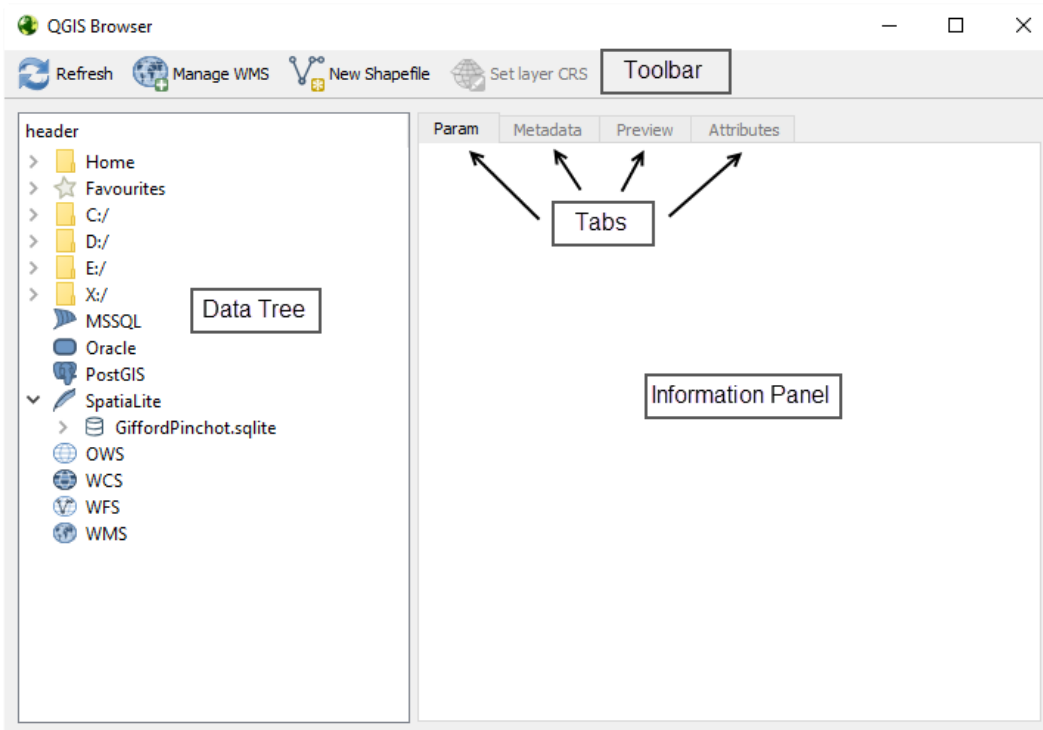 QGIS Browser
Refresh Manage WMS New Shapefile Set layer CRS Toolbar
header
Home
Favourites
C:/
D:/
E:/
X:/
MSSQL
Oracle
PostGIS
SpatiaLite
GiffordPinchot.sqlite
OWS
WCS
WFS
WMS
Data Tree
Param Metadata Preview Attributes
Tabs
Information Panel